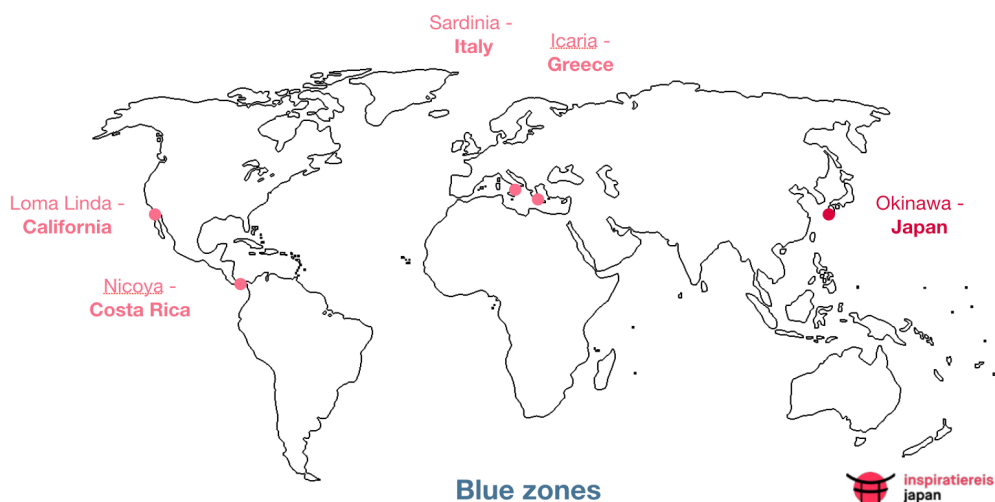 Sardinia -
Italy
Icaria -
Greece
Loma Linda -
California
Okinawa -
Japan
Nicoya -
Costa Rica
Blue zones
inspiratiereis
japan